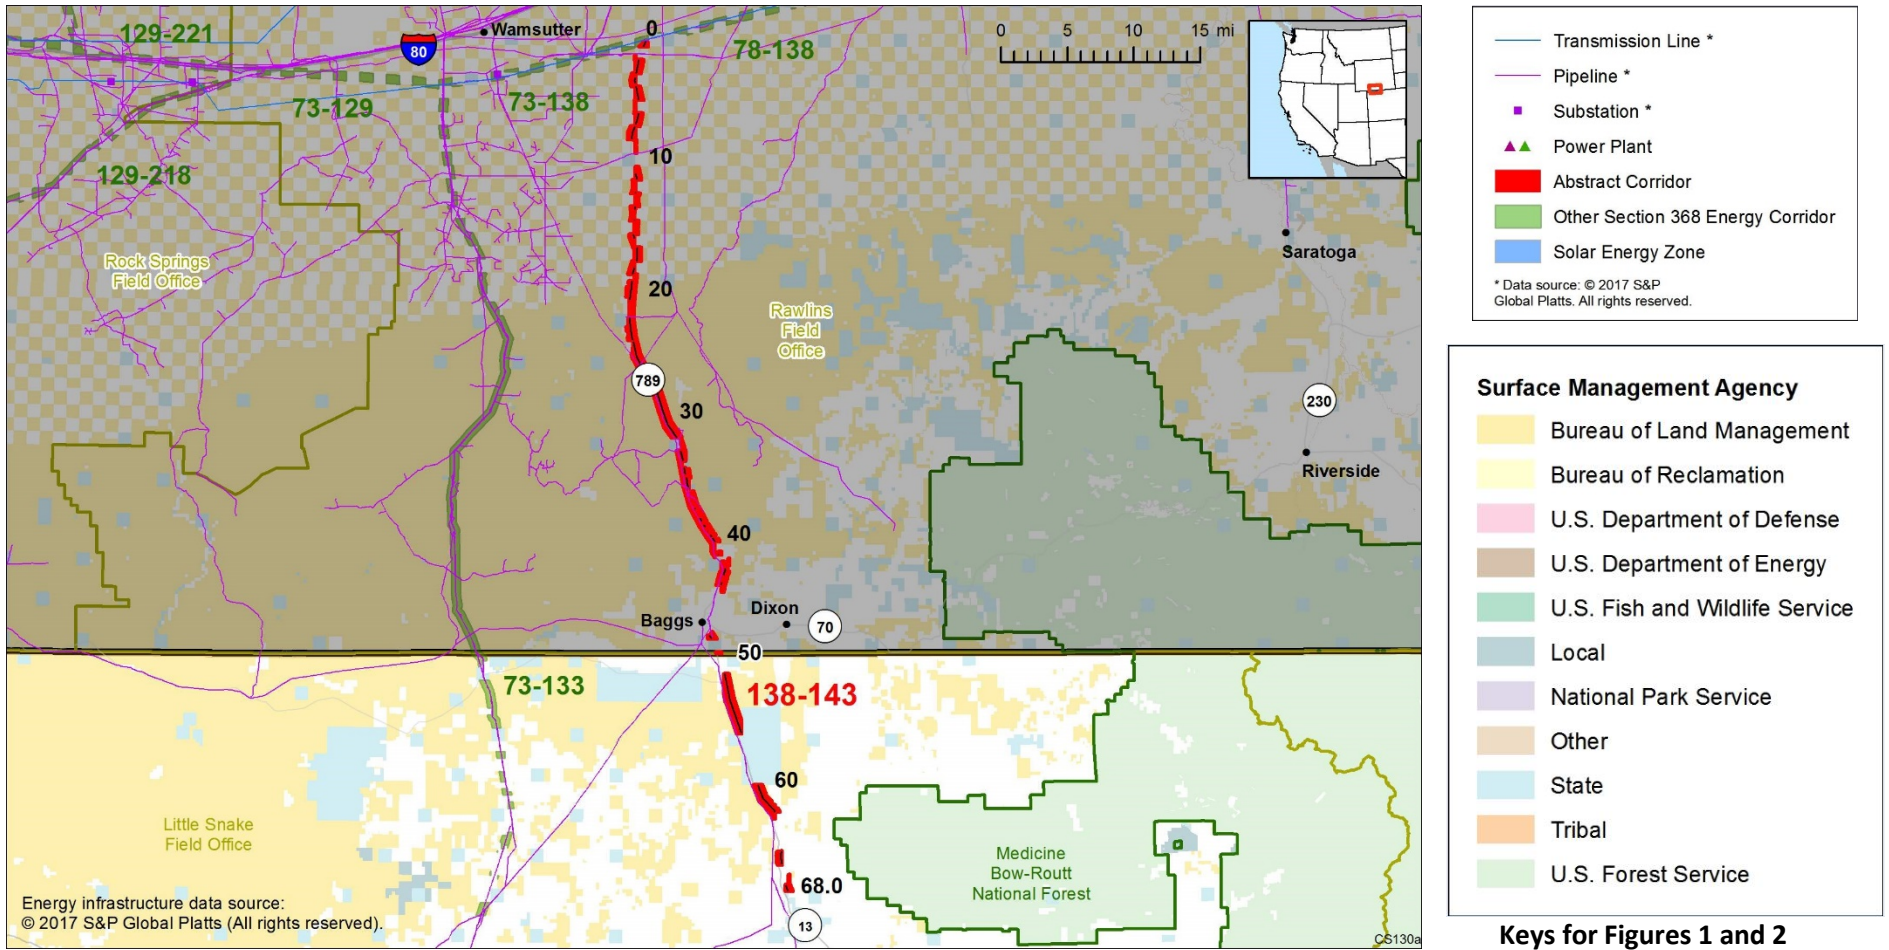 129-221
80
Wamsutter
0
78-138
0 5 10 15 mi
73-129
73-138
129-218
10
Rock Springs
Field Office
20
Rawlins
Field
Office
Saratoga
789
30
230
Riverside
40
Baggs
Dixon
70
50
73-133
138-143
60
Little Snake
Field Office
Medicine
Bow-Routt
National Forest
68.0
13
Energy infrastructure data source:
© 2017 S&P Global Platts (All rights reserved).
CS130a
Transmission Line *
Pipeline *
Substation *
Power Plant
Abstract Corridor
Other Section 368 Energy Corridor
Solar Energy Zone
* Data source: © 2017 S&P
Global Platts. All rights reserved.
Surface Management Agency
Bureau of Land Management
Bureau of Reclamation
U.S. Department of Defense
U.S. Department of Energy
U.S. Fish and Wildlife Service
Local
National Park Service
Other
State
Tribal
U.S. Forest Service
Keys for Figures 1 and 2